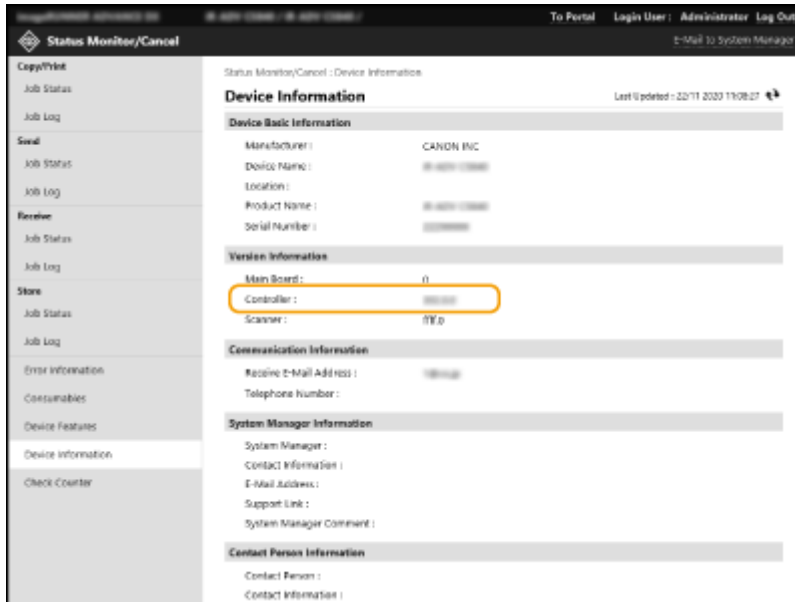 To Portal Login User : Administrator Log Out
Status Monitor/Cancel
E-Mail to System Manager
Copy/Print
Job Status
Job Log
Send
Job Status
Job Log
Receive
Job Status
Job Log
Store
Job Status
Job Log
Error Information
Consumables
Device Features
Device Information
Check Counter
Status Monitor/Cancel : Device Information
Device Information
Last Updated : 22/11 2020 11:08:27
Device Basic Information
Manufacturer : CANON INC
Device Name :
Location :
Product Name :
Serial Number :
Version Information
Main Board :
Controller :
Scanner :
Communication Information
Receive E-Mail Address :
Telephone Number :
System Manager Information
System Manager :
Contact Information :
E-Mail Address :
Support Link :
System Manager Comment :
Contact Person Information
Contact Person :
Contact Information :